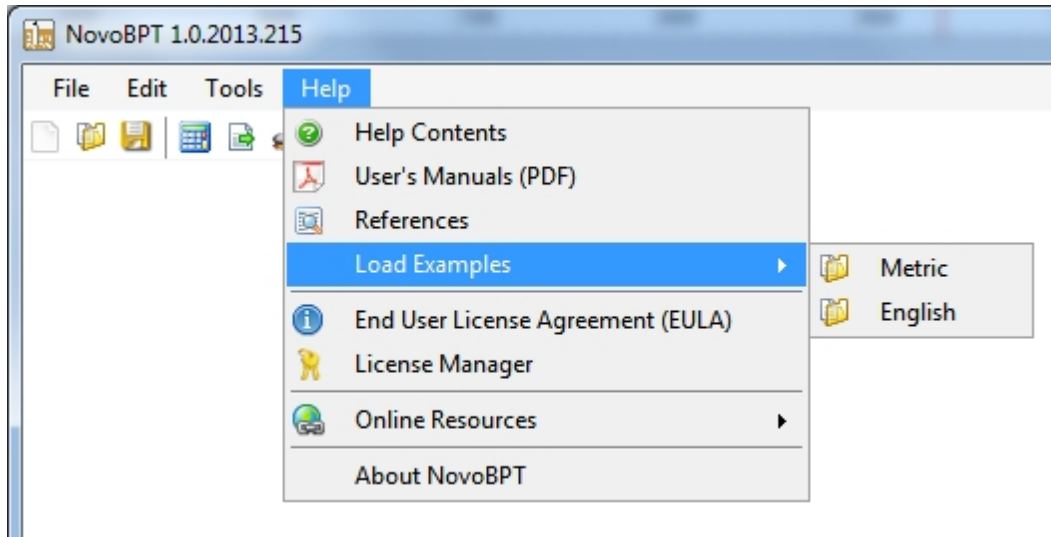 NovoBPT 1.0.2013.215
File Edit Tools Help
Help Contents
User's Manuals (PDF)
References
Load Examples
Metric
English
End User License Agreement (EULA)
License Manager
Online Resources
About NovoBPT